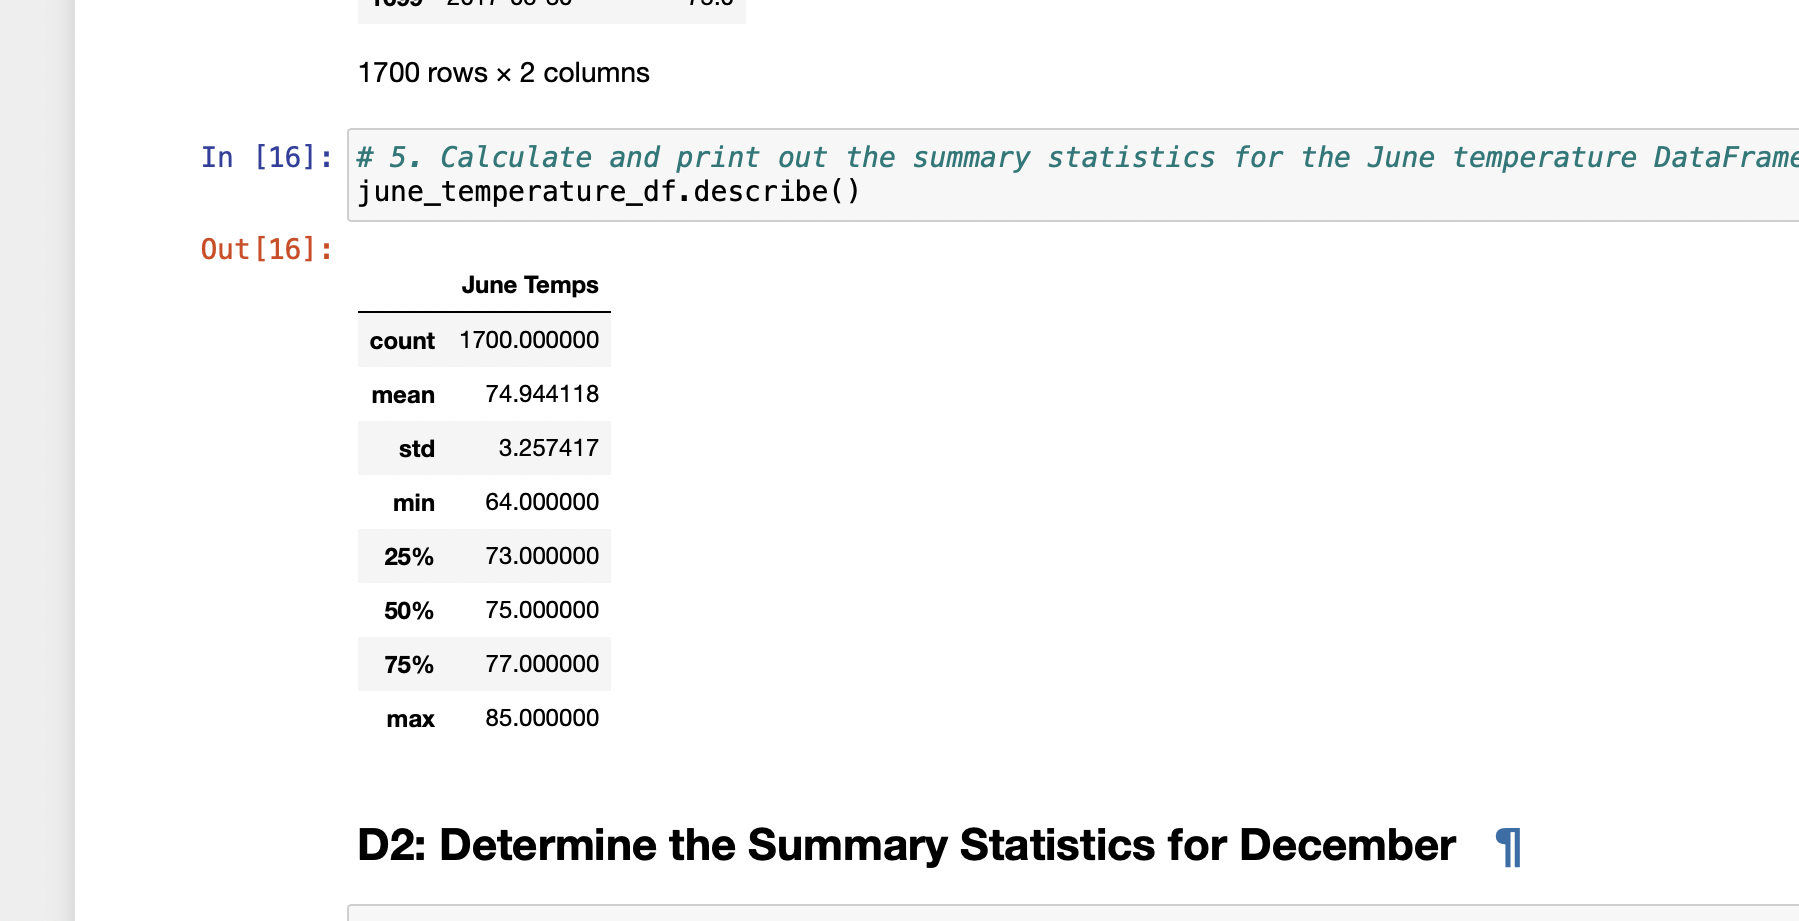 1700 rows × 2 columns
In [16]: # 5. Calculate and print out the summary statistics for the June temperature DataFrame
june_temperature_df.describe()
Out[16]:
June Temps
count 1700.000000
mean 74.944118
std 3.257417
min 64.000000
25% 73.000000
50% 75.000000
75% 77.000000
max 85.000000
D2: Determine the Summary Statistics for December ¶